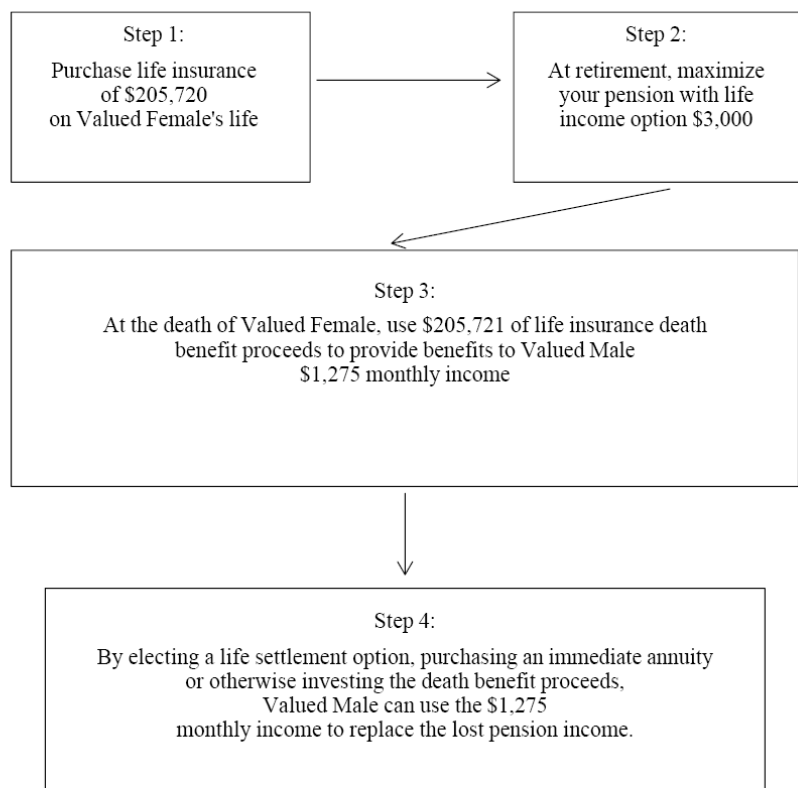 Step 1:
Purchase life insurance
of $205,720
on Valued Female's life
Step 2:
At retirement, maximize
your pension with life
income option $3,000
Step 3:
At the death of Valued Female, use $205,721 of life insurance death
benefit proceeds to provide benefits to Valued Male
$1,275 monthly income
Step 4:
By electing a life settlement option, purchasing an immediate annuity
or otherwise investing the death benefit proceeds,
Valued Male can use the $1,275
monthly income to replace the lost pension income.